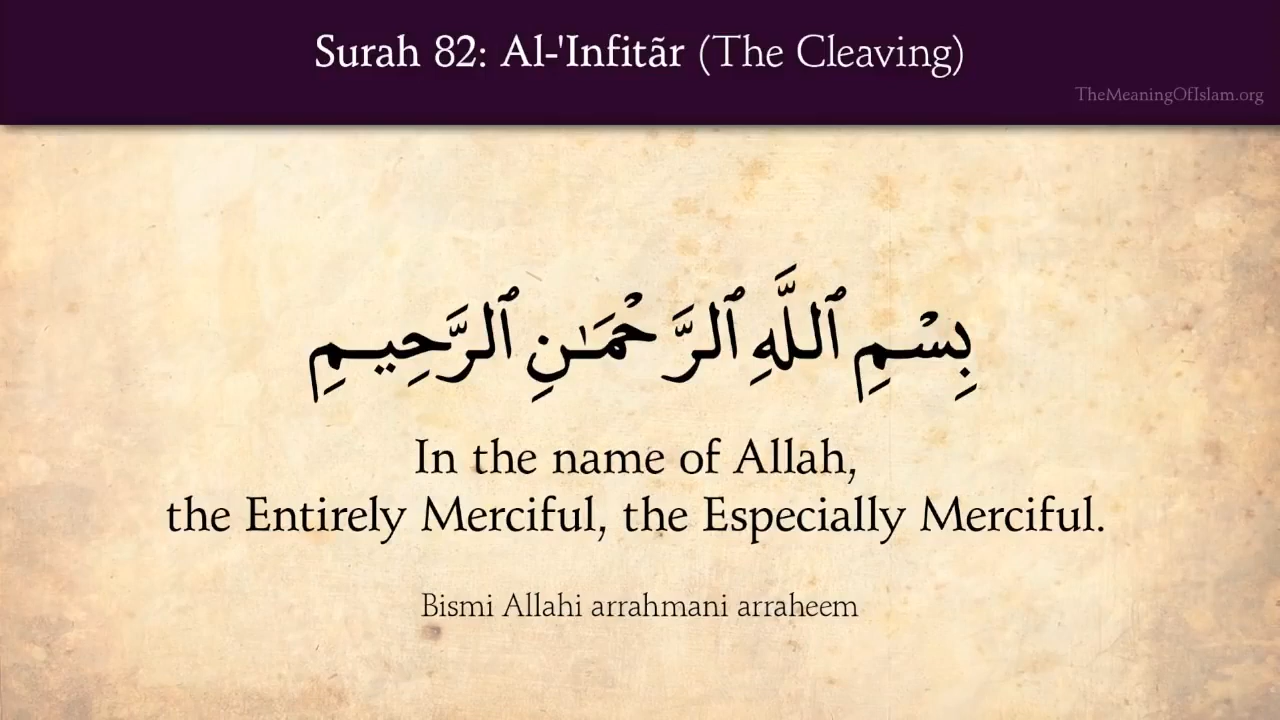 Surah 82: Al-'Infitãr (The Cleaving)
TheMeaningOfIslam.org
بِسْمِ ٱللَّهِ ٱلرَّحْمَـٰنِ ٱلرَّحِيمِ
In the name of Allah,
the Entirely Merciful, the Especially Merciful.
Bismi Allahi arrahmani arraheem